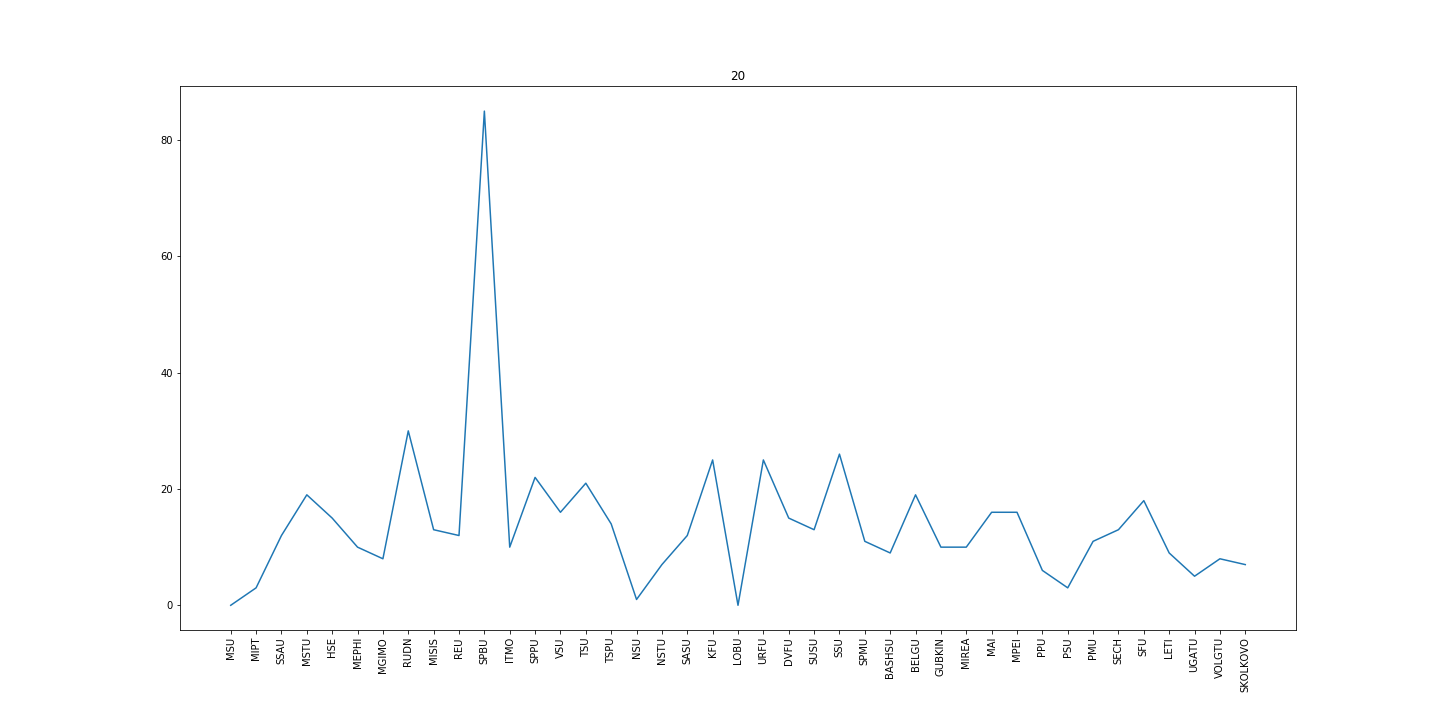 20
80
60
40
20
0
MSU
MIPT
SSAU
MSTU
HSE
MEPHI
MGIMO
RUDN
MISIS
REU
SPBU
ITMO
SPPU
VSU
TSU
TSPU
NSU
NSTU
SASU
KFU
LOBU
URFU
DVFU
SUSU
SSU
SPMU
BASHSU
BELGU
GUBKIN
MIREA
MAI
MPEI
PPU
PSU
PMU
SECH
SFU
LETI
UGATU
VOLGTU
SKOLKOVO